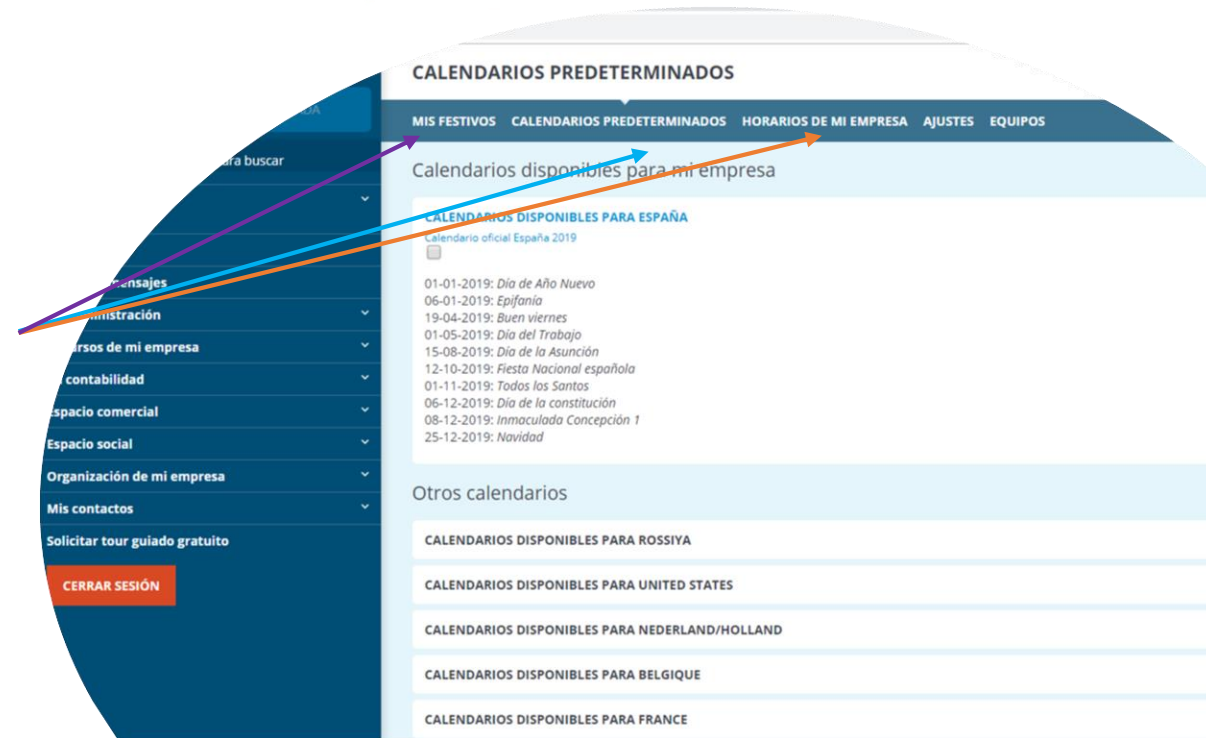 CALENDARIOS PREDETERMINADOS
MIS FESTIVOS CALENDARIOS PREDETERMINADOS HORARIOS DE MI EMPRESA AJUSTES EQUIPOS
buscar
Calendarios disponibles para mi empresa
CALENDARIOS DISPONIBLES PARA ESPAÑA
Calendario oficial España 2019
01-01-2019: Día de Año Nuevo
06-01-2019: Epifanía
19-04-2019: Buen viernes
01-05-2019: Día del Trabajo
15-08-2019: Día de la Asunción
12-10-2019: Fiesta Nacional española
01-11-2019: Todos los Santos
06-12-2019: Día de la constitución
08-12-2019: Inmaculada Concepción 1
25-12-2019: Navidad
mensajes
de mi empresa
contabilidad
Espacio comercial
Espacio social
Organización de mi empresa
Mis contactos
Solicitar tour guiado gratuito
CERRAR SESIÓN
Otros calendarios
CALENDARIOS DISPONIBLES PARA ROSSIYA
CALENDARIOS DISPONIBLES PARA UNITED STATES
CALENDARIOS DISPONIBLES PARA NEDERLAND/HOLLAND
CALENDARIOS DISPONIBLES PARA BELGIQUE
CALENDARIOS DISPONIBLES PARA FRANCE